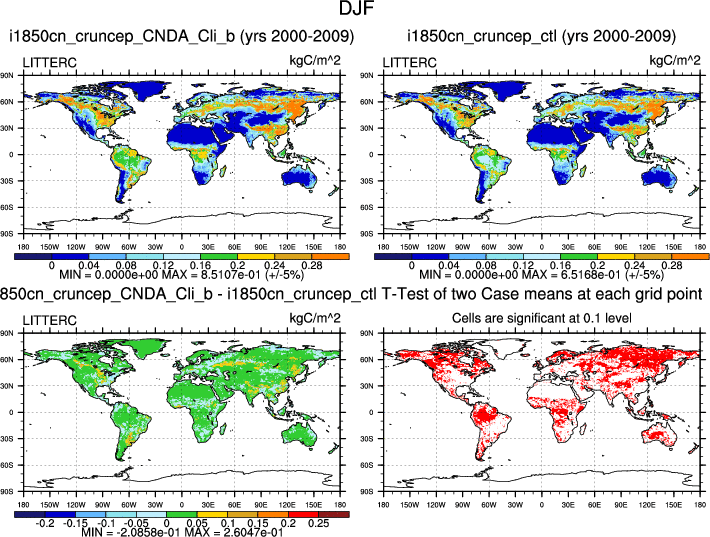 DJF
i1850cn_cruncep_CNDA_Cli_b (yrs 2000-2009)
i1850cn_cruncep_ctl (yrs 2000-2009)
LITTERC kgC/m^2
LITTERC kgC/m^2
90N
60N
30N
0
30S
60S
90S
180 150W 120W 90W 60W 30W 0 30E 60E 90E 120E 150E 180
0 0.04 0.08 0.12 0.16 0.2 0.24 0.28
MIN = 0.0000e+00 MAX = 8.5107e-01 (+/-5%)
90N
60N
30N
0
30S
60S
90S
180 150W 120W 90W 60W 30W 0 30E 60E 90E 120E 150E 180
0 0.04 0.08 0.12 0.16 0.2 0.24 0.28
MIN = 0.0000e+00 MAX = 6.5168e-01 (+/-5%)
850cn_cruncep_CNDA_Cli_b - i1850cn_cruncep_ctl
T-Test of two Case means at each grid point
LITTERC kgC/m^2
Cells are significant at 0.1 level
90N
60N
30N
0
30S
60S
90S
180 150W 120W 90W 60W 30W 0 30E 60E 90E 120E 150E 180
-0.2 -0.15 -0.1 -0.05 0 0.05 0.1 0.15 0.2 0.25
MIN = -2.0858e-01 MAX = 2.6047e-01
90N
60N
30N
0
30S
60S
90S
180 150W 120W 90W 60W 30W 0 30E 60E 90E 120E 150E 180